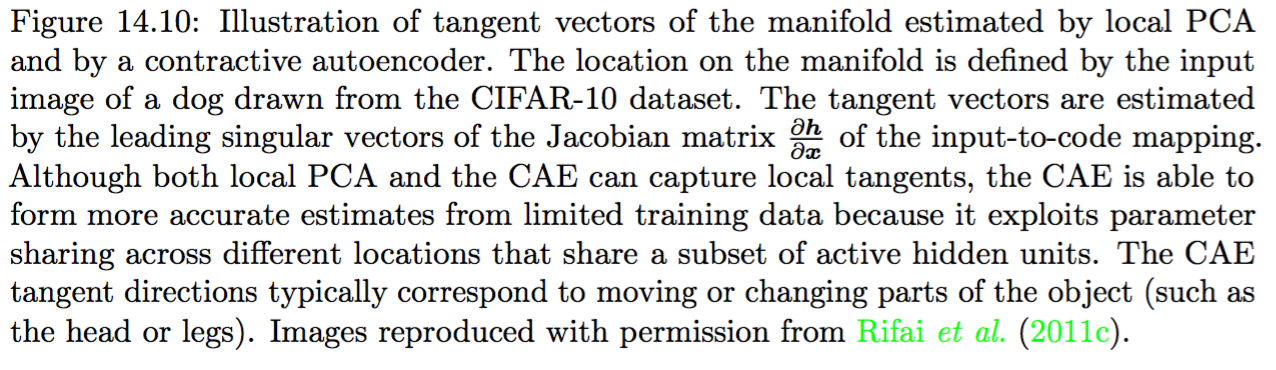 Figure 14.10: Illustration of tangent vectors of the manifold estimated by local PCA
and by a contractive autoencoder. The location on the manifold is defined by the input
image of a dog drawn from the CIFAR-10 dataset. The tangent vectors are estimated
by the leading singular vectors of the Jacobian matrix ∂h/∂x of the input-to-code mapping.
Although both local PCA and the CAE can capture local tangents, the CAE is able to
form more accurate estimates from limited training data because it exploits parameter
sharing across different locations that share a subset of active hidden units. The CAE
tangent directions typically correspond to moving or changing parts of the object (such as
the head or legs). Images reproduced with permission from Rifai et al. (2011c).